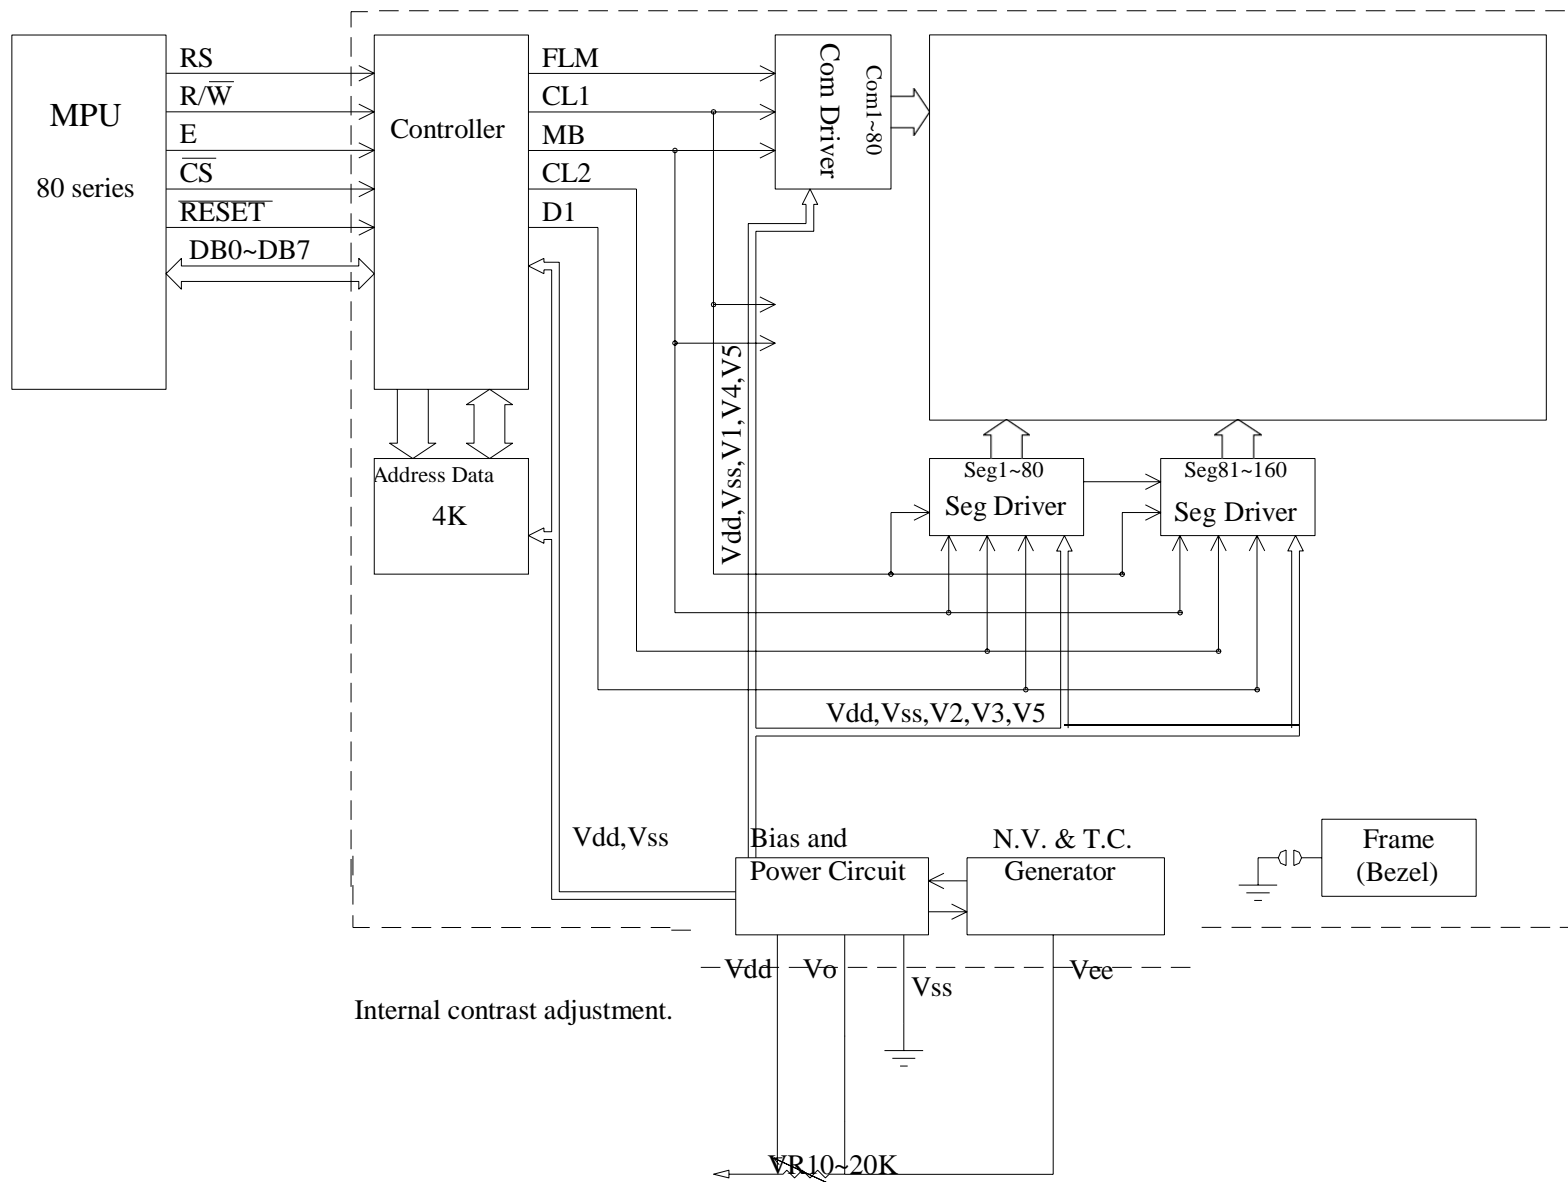 RS
R/W̅
E
C̅S̅
R̅E̅S̅E̅T̅
DB0~DB7
MPU
80 series
Controller
FLM
CL1
MB
CL2
D1
Com Driver
Com1~80
Address Data
4K
Vdd,Vss,V1,V4,V5
Seg1~80
Seg Driver
Seg81~160
Seg Driver
Vdd,Vss,V2,V3,V5
Vdd,Vss
Bias and
Power Circuit
N.V. & T.C.
Generator
Frame
(Bezel)
Vdd
Vo
Vss
Vee
Internal contrast adjustment.
VR10~20K